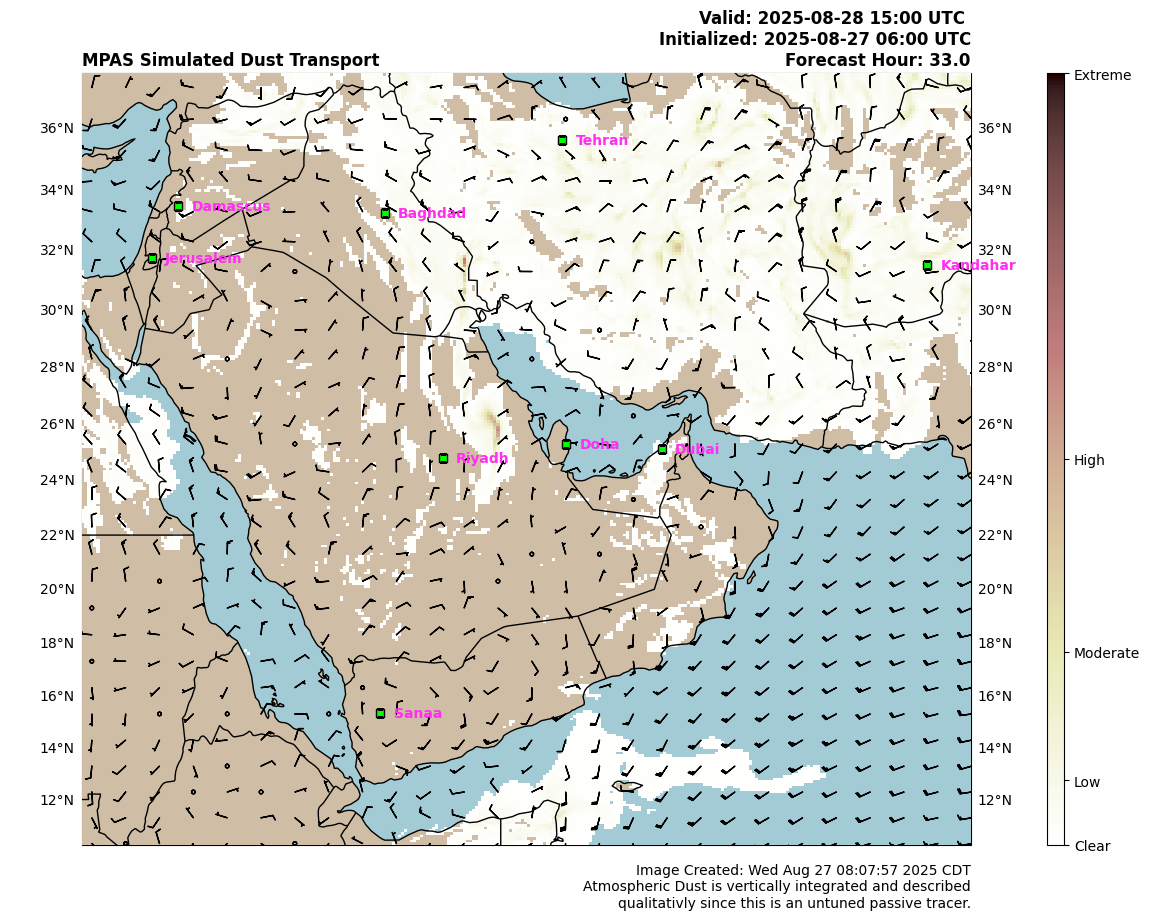 Valid: 2025-08-28 15:00 UTC
Initialized: 2025-08-27 06:00 UTC
MPAS Simulated Dust Transport
Forecast Hour: 33.0
Extreme
High
Moderate
Low
Clear
36°N
34°N
32°N
30°N
28°N
26°N
24°N
22°N
20°N
18°N
16°N
14°N
12°N
36°N
34°N
32°N
30°N
28°N
26°N
24°N
22°N
20°N
18°N
16°N
14°N
12°N
Tehran
Damascus
Baghdad
Jerusalem
Kandahar
Doha
Dubai
Riyadh
Sanaa
Image Created: Wed Aug 27 08:07:57 2025 CDT
Atmospheric Dust is vertically integrated and described
qualitativly since this is an untuned passive tracer.